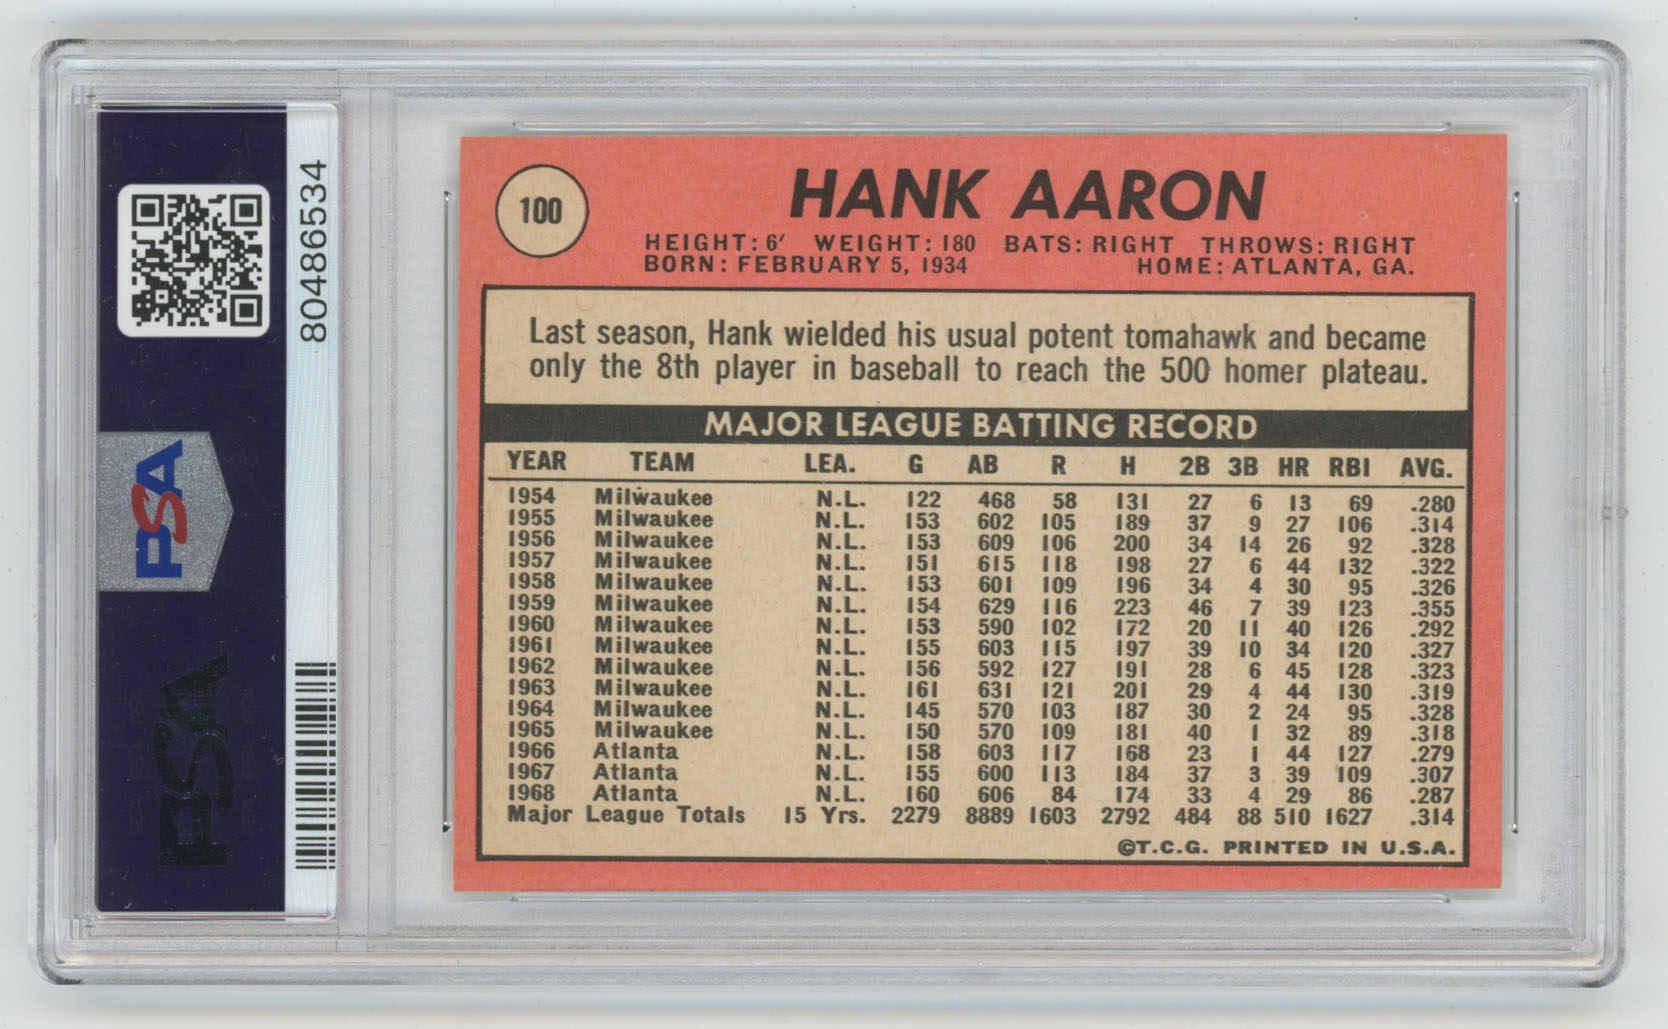 80486534
PSA
PSA
100
HANK AARON
HEIGHT: 6' WEIGHT: 180 BATS: RIGHT THROWS: RIGHT
BORN: FEBRUARY 5, 1934 HOME: ATLANTA, GA.
Last season, Hank wielded his usual potent tomahawk and became
only the 8th player in baseball to reach the 500 homer plateau.
MAJOR LEAGUE BATTING RECORD
YEAR TEAM LEA. G AB R H 2B 3B HR RBI AVG.
1954 Milwaukee N.L. 122 468 58 131 27 6 13 69 .280
1955 Milwaukee N.L. 153 602 105 189 37 9 27 106 .314
1956 Milwaukee N.L. 153 609 106 200 34 14 26 92 .328
1957 Milwaukee N.L. 151 615 118 198 27 6 44 132 .322
1958 Milwaukee N.L. 153 601 109 196 34 4 30 95 .326
1959 Milwaukee N.L. 154 629 116 223 46 7 39 123 .355
1960 Milwaukee N.L. 153 590 102 172 20 11 40 126 .292
1961 Milwaukee N.L. 155 603 115 197 39 10 34 120 .327
1962 Milwaukee N.L. 156 592 127 191 28 6 45 128 .323
1963 Milwaukee N.L. 161 631 121 201 29 4 44 130 .319
1964 Milwaukee N.L. 145 570 103 187 30 2 24 95 .328
1965 Milwaukee N.L. 150 570 109 181 40 1 32 89 .318
1966 Atlanta N.L. 158 603 117 168 23 1 44 127 .279
1967 Atlanta N.L. 155 600 113 184 37 3 39 109 .307
1968 Atlanta N.L. 160 606 84 174 33 4 29 86 .287
Major League Totals 15 Yrs. 2279 8889 1603 2792 484 88 510 1627 .314
©T.C.G. PRINTED IN U.S.A.